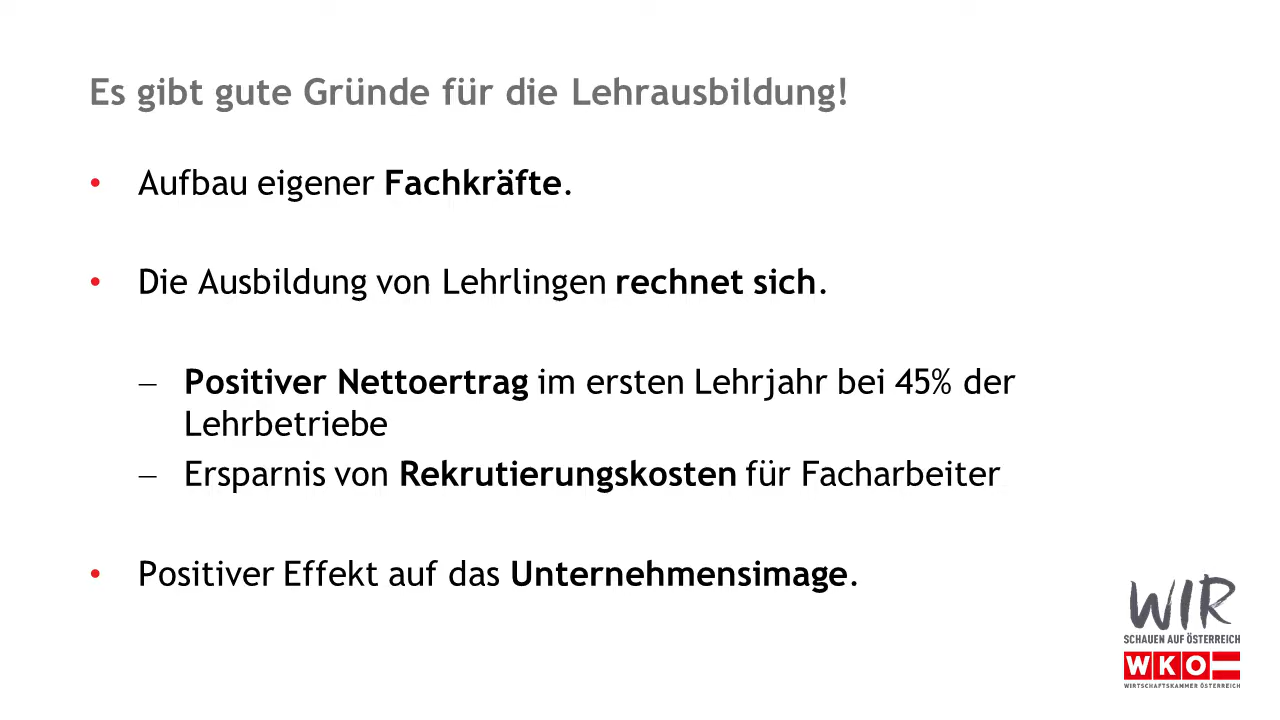 Es gibt gute Gründe für die Lehrausbildung!
• Aufbau eigener Fachkräfte.
• Die Ausbildung von Lehrlingen rechnet sich.
– Positiver Nettoertrag im ersten Lehrjahr bei 45% der
Lehrbetriebe
– Ersparnis von Rekrutierungskosten für Facharbeiter
• Positiver Effekt auf das Unternehmensimage.
WIR
SCHAUEN AUF ÖSTERREICH
WKO
WIRTSCHAFTSKAMMER ÖSTERREICH